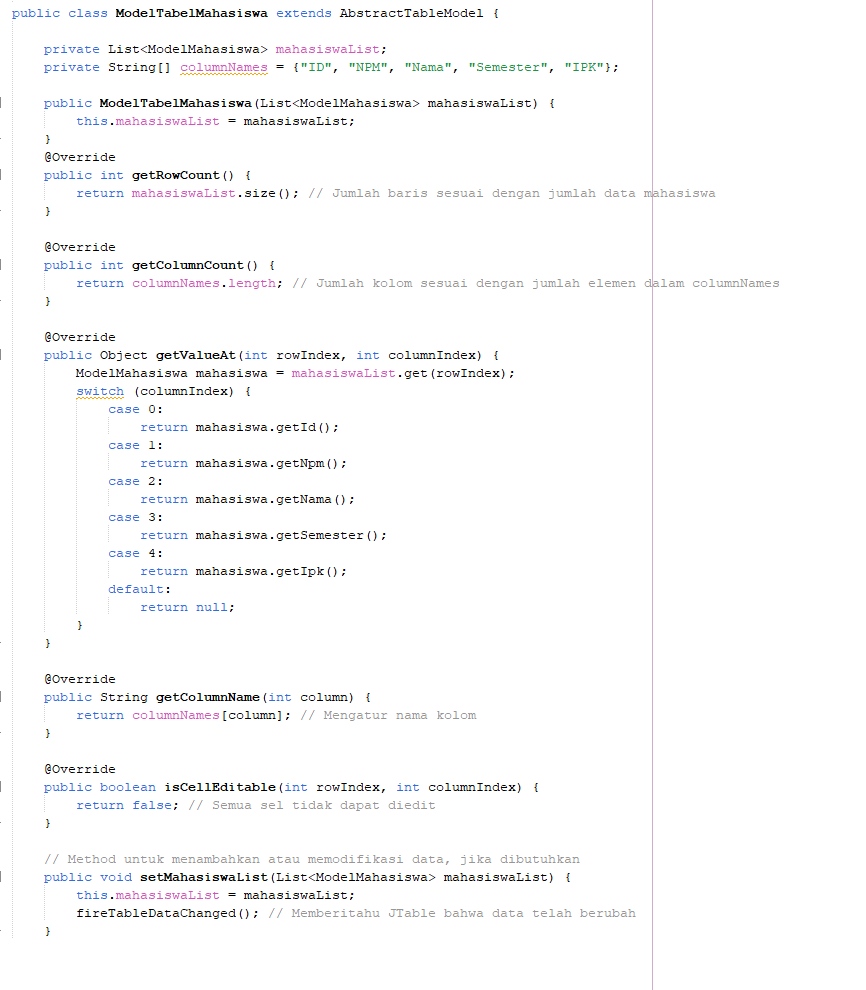 public class ModelTabelMahasiswa extends AbstractTableModel {
private List<ModelMahasiswa> mahasiswaList;
private String[] columnNames = {"ID", "NPM", "Nama", "Semester", "IPK"};
public ModelTabelMahasiswa(List<ModelMahasiswa> mahasiswaList) {
this.mahasiswaList = mahasiswaList;
}
@Override
public int getRowCount() {
return mahasiswaList.size(); // Jumlah baris sesuai dengan jumlah data mahasiswa
}
@Override
public int getColumnCount() {
return columnNames.length; // Jumlah kolom sesuai dengan jumlah elemen dalam columnNames
}
@Override
public Object getValueAt(int rowIndex, int columnIndex) {
ModelMahasiswa mahasiswa = mahasiswaList.get(rowIndex);
switch (columnIndex) {
case 0:
return mahasiswa.getId();
case 1:
return mahasiswa.getNpm();
case 2:
return mahasiswa.getNama();
case 3:
return mahasiswa.getSemester();
case 4:
return mahasiswa.getIpk();
default:
return null;
}
}
@Override
public String getColumnName(int column) {
return columnNames[column]; // Mengatur nama kolom
}
@Override
public boolean isCellEditable(int rowIndex, int columnIndex) {
return false; // Semua sel tidak dapat diedit
}
// Method untuk menambahkan atau memodifikasi data, jika dibutuhkan
public void setMahasiswaList(List<ModelMahasiswa> mahasiswaList) {
this.mahasiswaList = mahasiswaList;
fireTableDataChanged(); // Memberitahu JTable bahwa data telah berubah
}